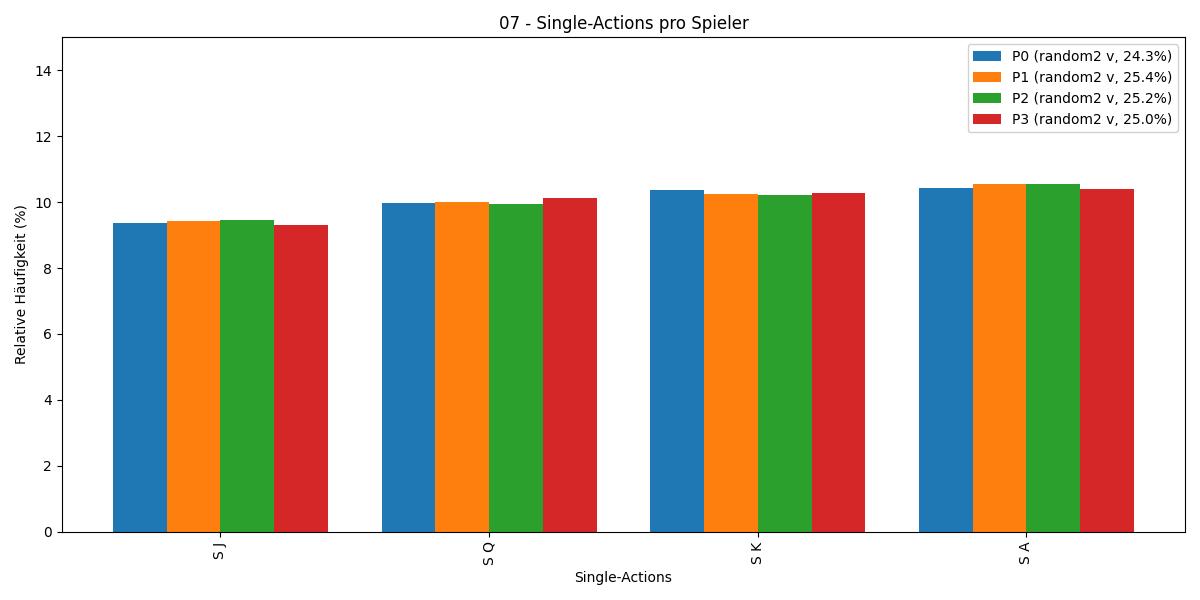 07 - Single-Actions pro Spieler
P0 (random2 v, 24.3%)
P1 (random2 v, 25.4%)
P2 (random2 v, 25.2%)
P3 (random2 v, 25.0%)
Relative Häufigkeit (%)
14
12
10
8
6
4
2
0
S J
S Q
S K
S A
Single-Actions